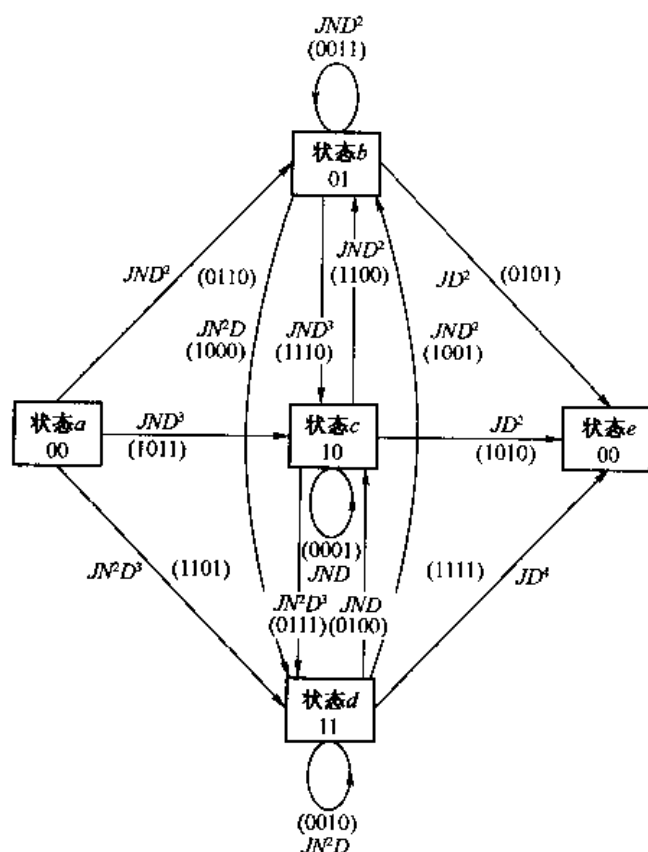 JND²
(0011)
状态b
01
JND²
(0110)
JN²D
(1000)
JND³
(1110)
JND²
(1100)
JND²
(1001)
JD²
(0101)
状态a
00
JND³
(1011)
状态c
10
JD²
(1010)
状态e
00
(0001)
JND
JN²D³
(1101)
JN²D³
(0111)
JND
(0100)
(1111)
JD⁴
状态d
11
(0010)
JN²D